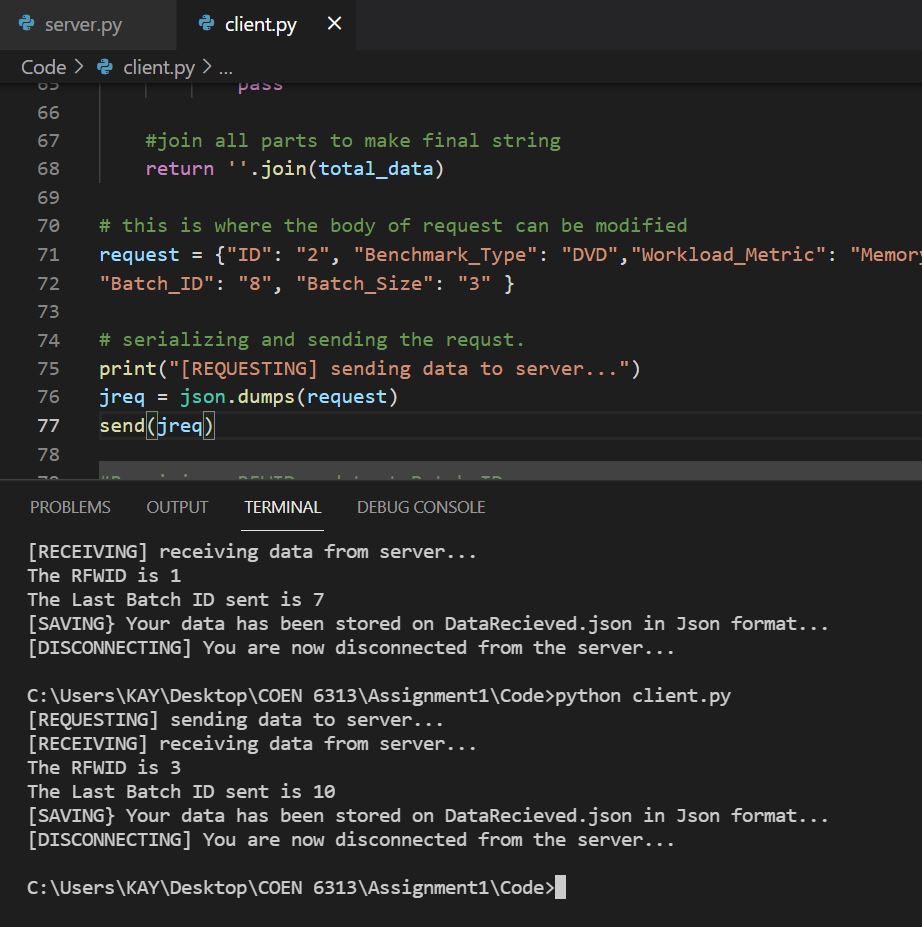 server.py
client.py ×
Code > client.py > ...
65 pass
66
67 #join all parts to make final string
68 return ''.join(total_data)
69
70 # this is where the body of request can be modified
71 request = {"ID": "2", "Benchmark_Type": "DVD","Workload_Metric": "Memory
72 "Batch_ID": "8", "Batch_Size": "3" }
73
74 # serializing and sending the requst.
75 print("[REQUESTING] sending data to server...")
76 jreq = json.dumps(request)
77 send(jreq)
78
PROBLEMS OUTPUT TERMINAL DEBUG CONSOLE
[RECEIVING] receiving data from server...
The RFWID is 1
The Last Batch ID sent is 7
[SAVING} Your data has been stored on DataRecieved.json in Json format...
[DISCONNECTING] You are now disconnected from the server...
C:\Users\KAY\Desktop\COEN 6313\Assignment1\Code>python client.py
[REQUESTING] sending data to server...
[RECEIVING] receiving data from server...
The RFWID is 3
The Last Batch ID sent is 10
[SAVING} Your data has been stored on DataRecieved.json in Json format...
[DISCONNECTING] You are now disconnected from the server...
C:\Users\KAY\Desktop\COEN 6313\Assignment1\Code>